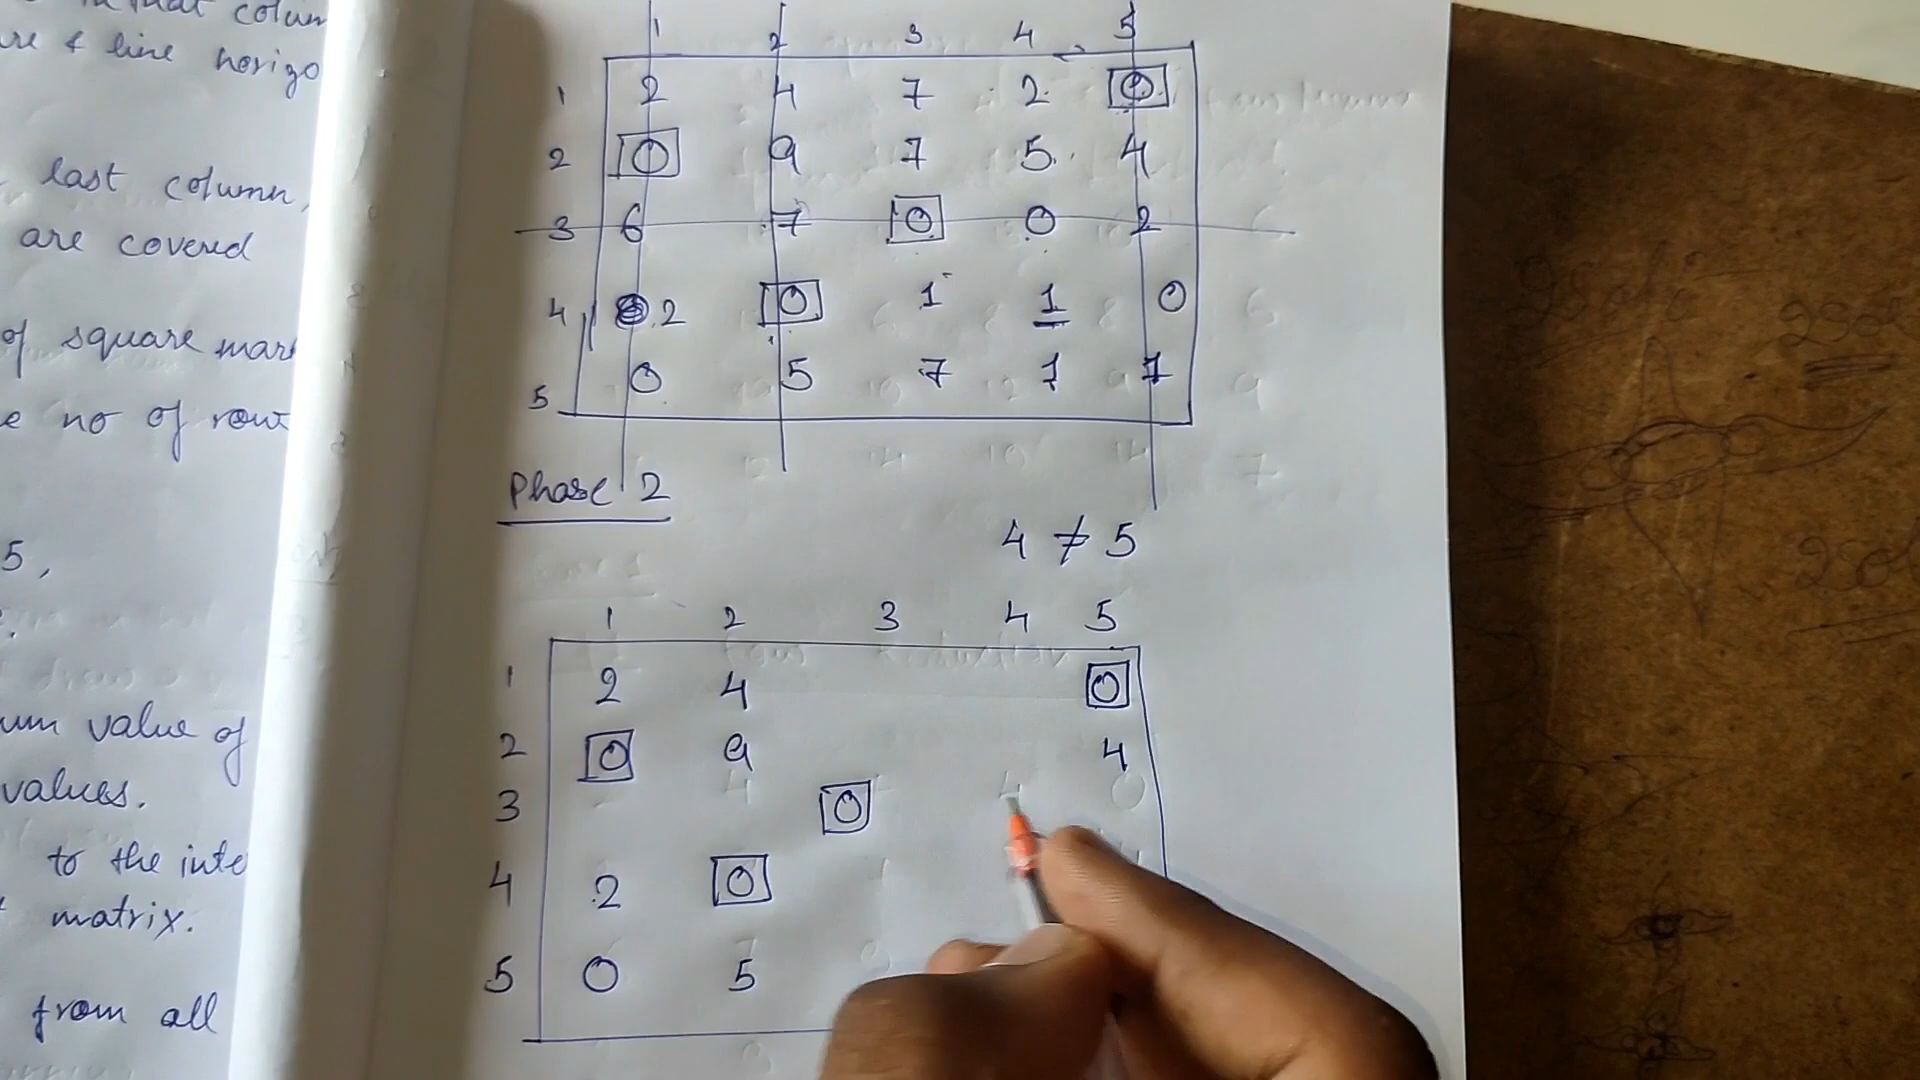 colum
line horizo
last column,
are covered
of square mar
no of row
5,
value of
values.
to the inte
matrix.
from all
1 2 3 4 5
1 2 4 7 2 0
2 0 9 7 5 4
3 6 7 0 0 2
4 2 0 1 1 0
5 0 5 7 1 7
Phase 2
4 ≠ 5
1 2 3 4 5
1 2 4 0
2 0 9 4
3 0
4 2 0
5 0 5